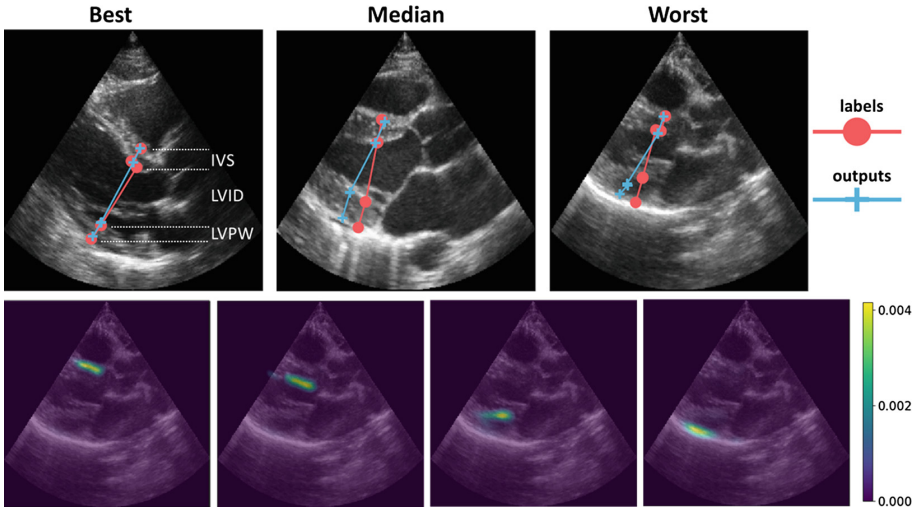 Best
Median
Worst
IVS
LVID
LVPW
labels
outputs
0.004
0.002
0.000